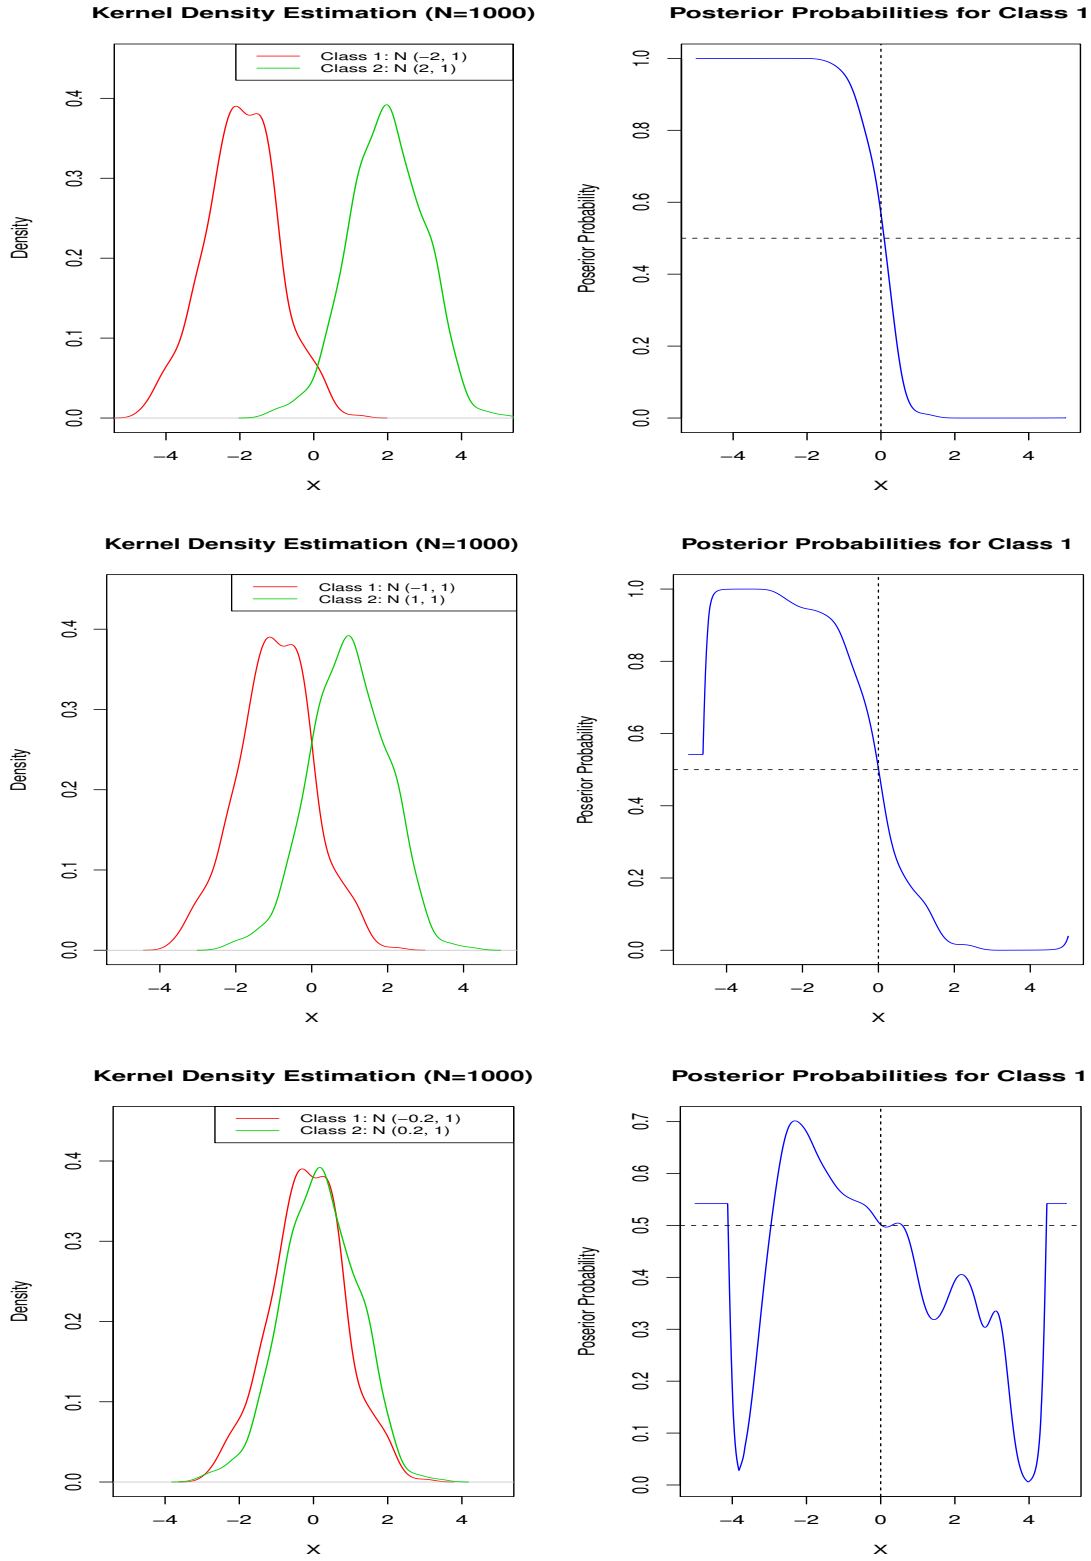 Kernel Density Estimation (N=1000)
Class 1: N (−2, 1)
Class 2: N (2, 1)
Density
0.0 0.1 0.2 0.3 0.4
−4 −2 0 2 4
X
Posterior Probabilities for Class 1
Poserior Probability
0.0 0.2 0.4 0.6 0.8 1.0
−4 −2 0 2 4
X
Kernel Density Estimation (N=1000)
Class 1: N (−1, 1)
Class 2: N (1, 1)
Density
0.0 0.1 0.2 0.3 0.4
−4 −2 0 2 4
X
Posterior Probabilities for Class 1
Poserior Probability
0.0 0.2 0.4 0.6 0.8 1.0
−4 −2 0 2 4
X
Kernel Density Estimation (N=1000)
Class 1: N (−0.2, 1)
Class 2: N (0.2, 1)
Density
0.0 0.1 0.2 0.3 0.4
−4 −2 0 2 4
X
Posterior Probabilities for Class 1
Poserior Probability
0.0 0.1 0.2 0.3 0.4 0.5 0.6 0.7
−4 −2 0 2 4
X